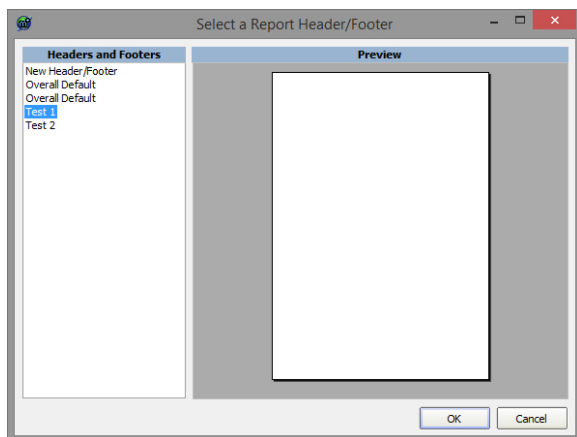 Select a Report Header/Footer
Headers and Footers
Preview
New Header/Footer
Overall Default
Overall Default
Test 1
Test 2
OK
Cancel